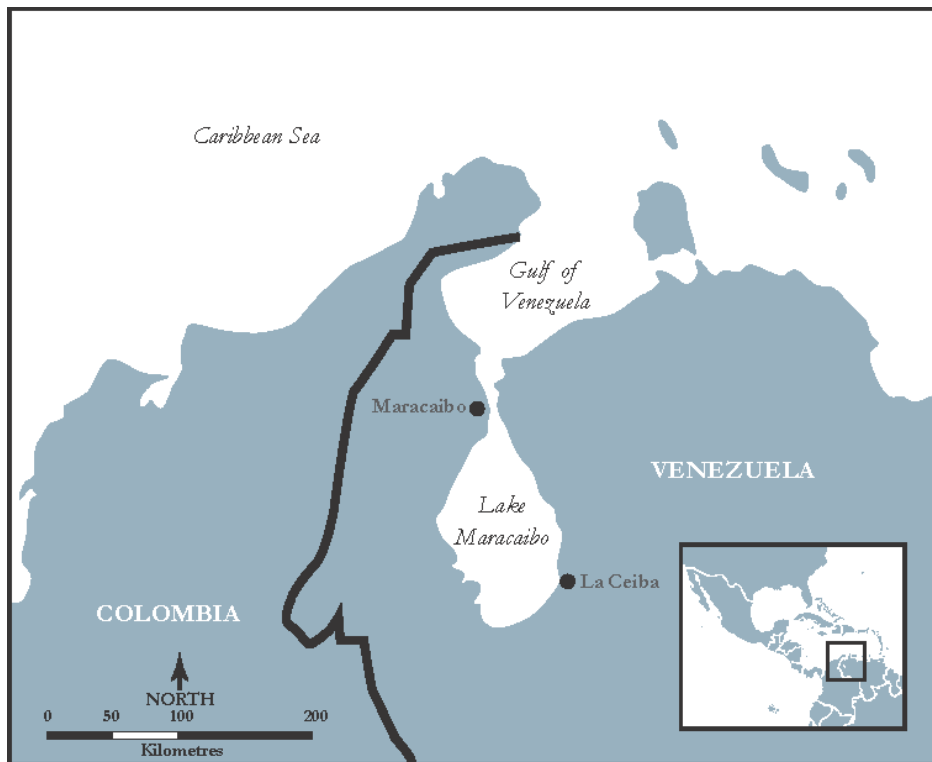 Caribbean Sea
Gulf of
Venezuela
Maracaibo
VENEZUELA
Lake
Maracaibo
La Ceiba
COLOMBIA
NORTH
0 50 100 200
Kilometres